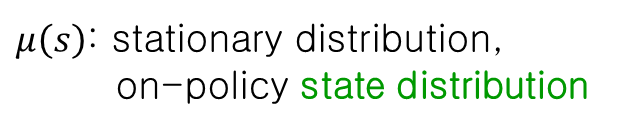 μ(s): stationary distribution,
on-policy state distribution